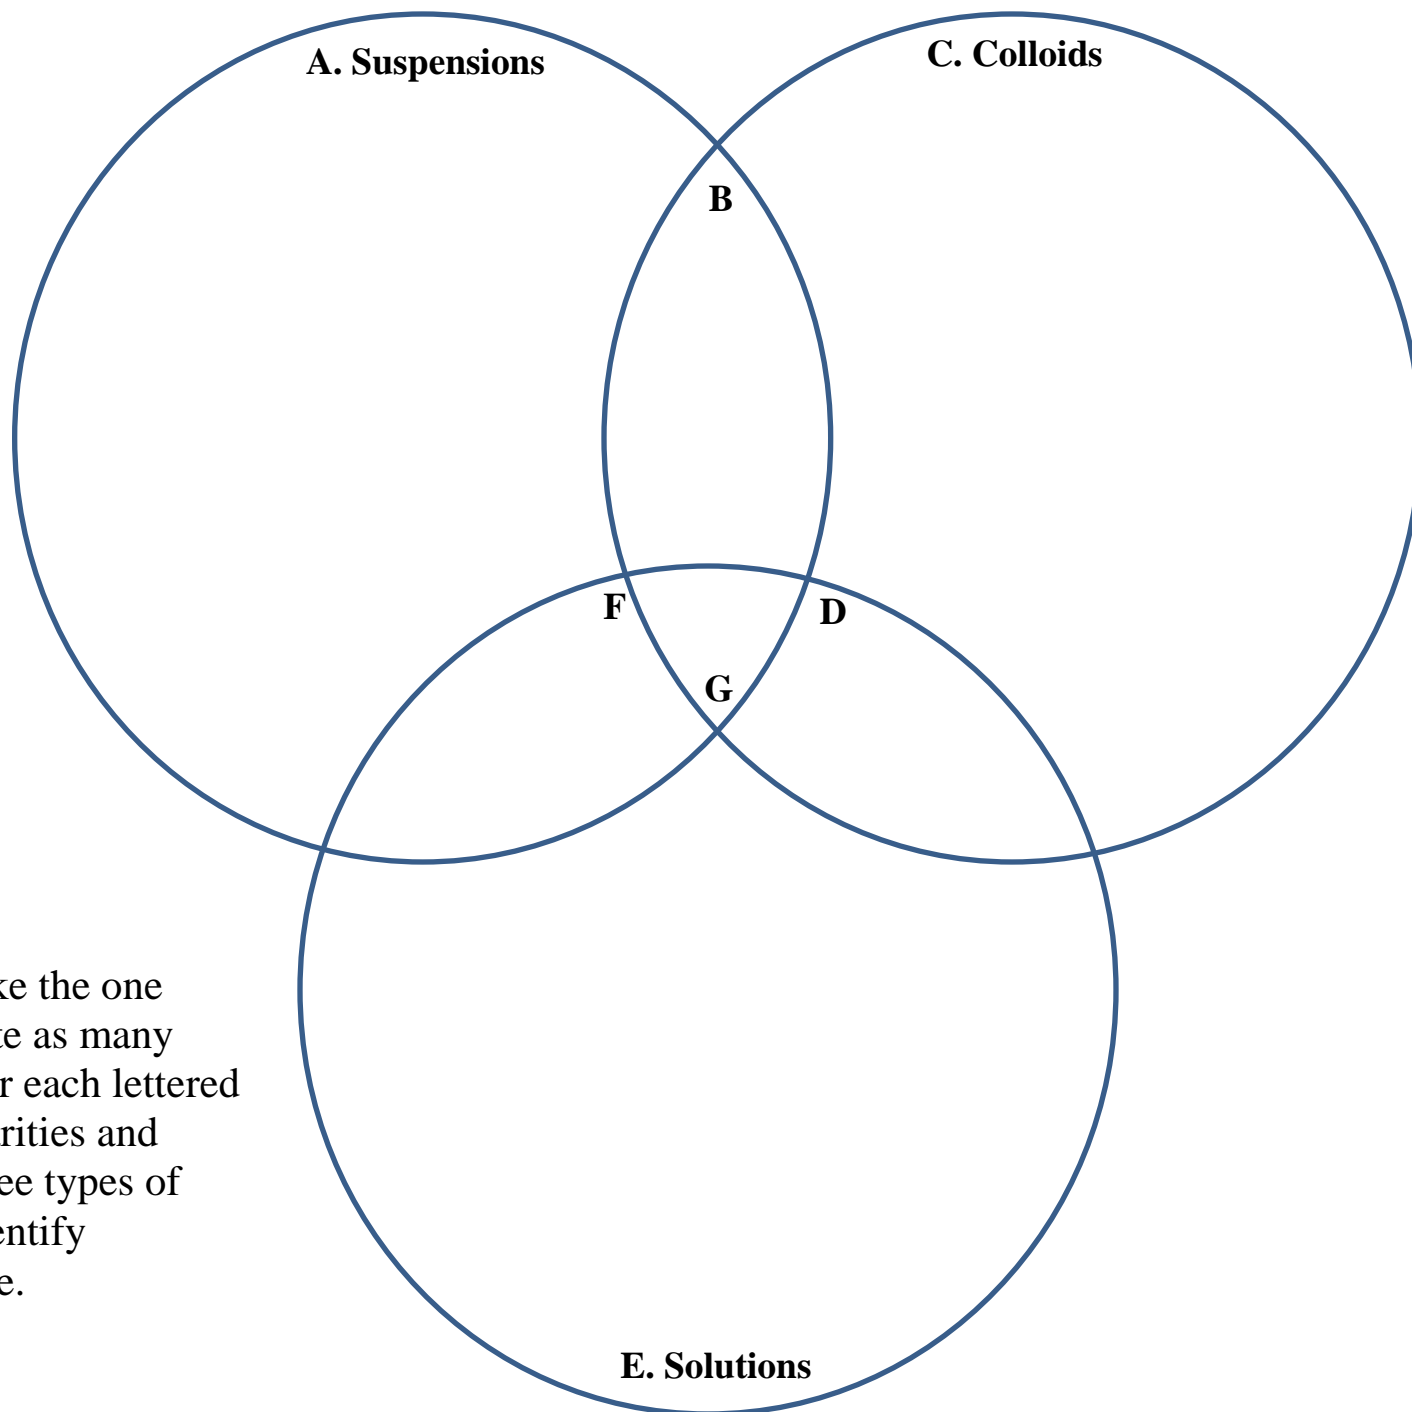 A. Suspensions
C. Colloids
B
F
D
G
ke the one
te as many
r each lettered
rities and
ee types of
entify
e.
E. Solutions